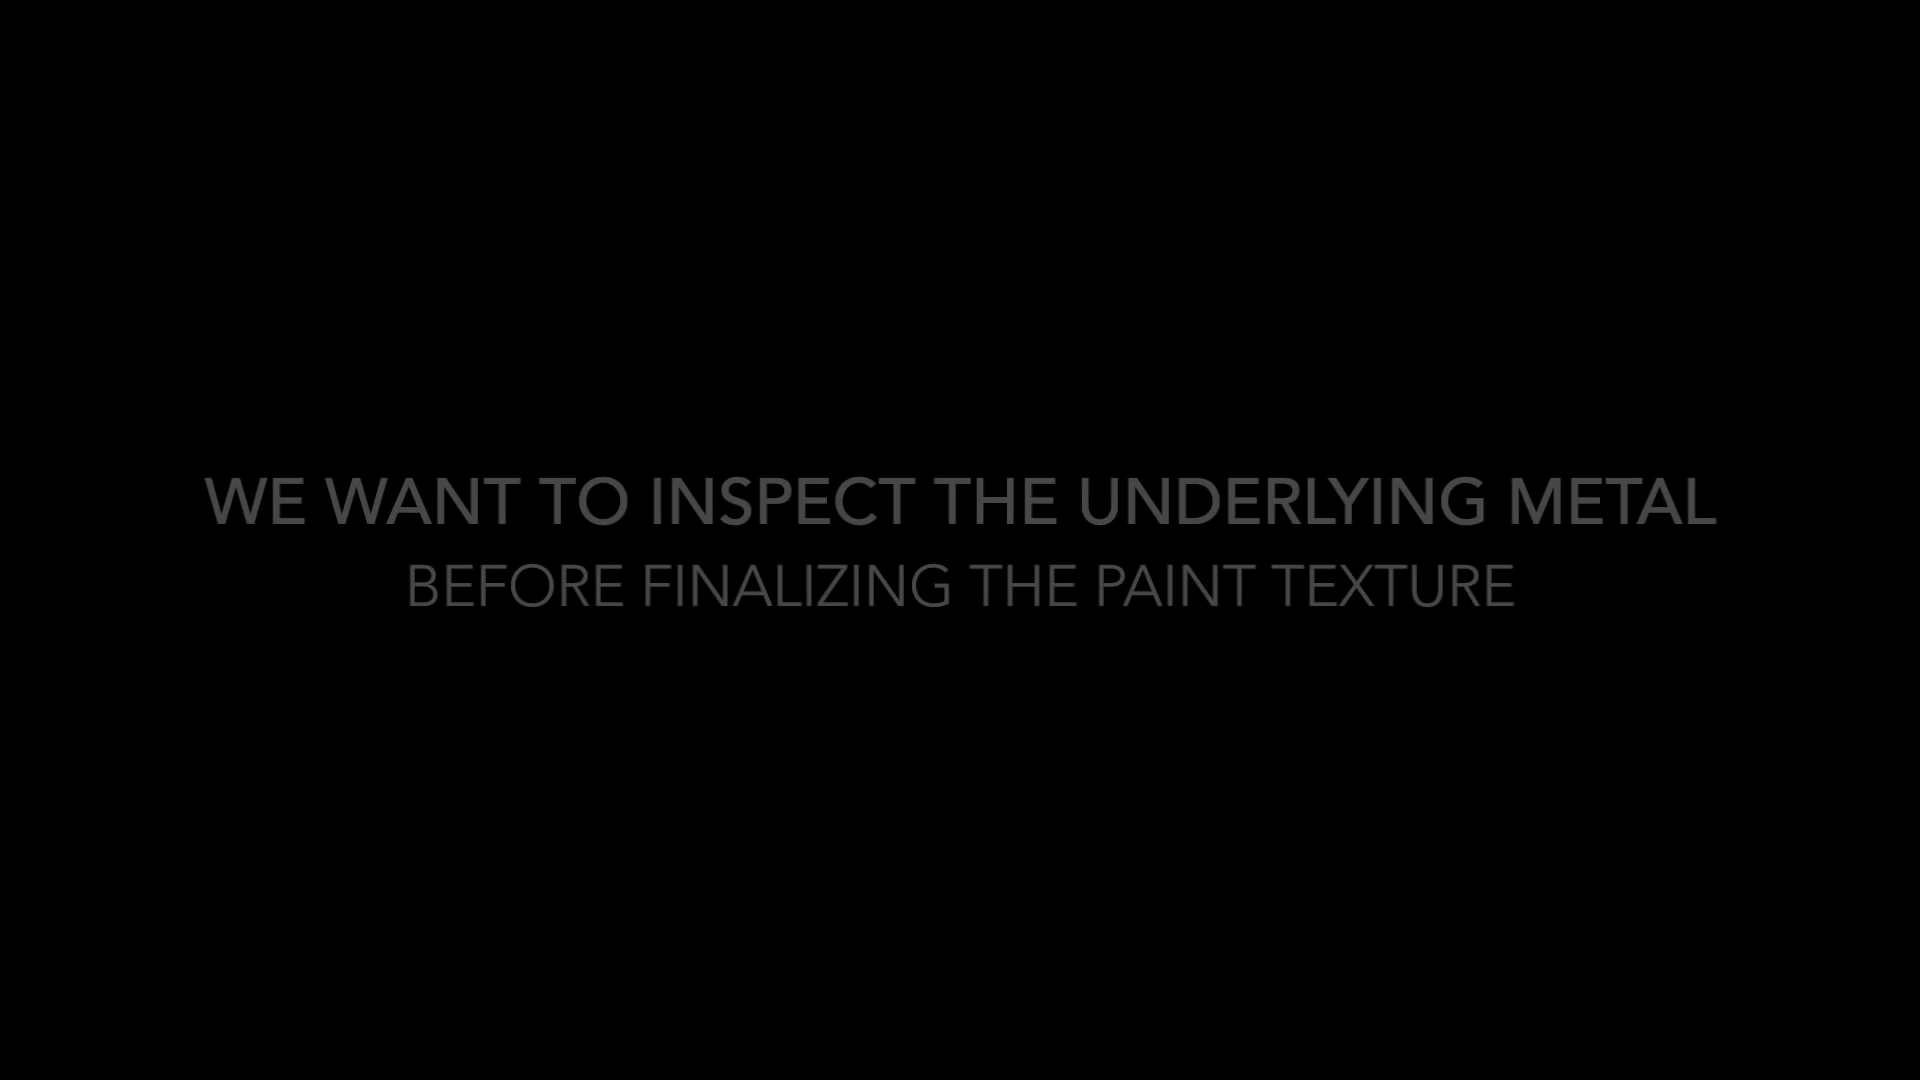 WE WANT TO INSPECT THE UNDERLYING METAL
BEFORE FINALIZING THE PAINT TEXTURE